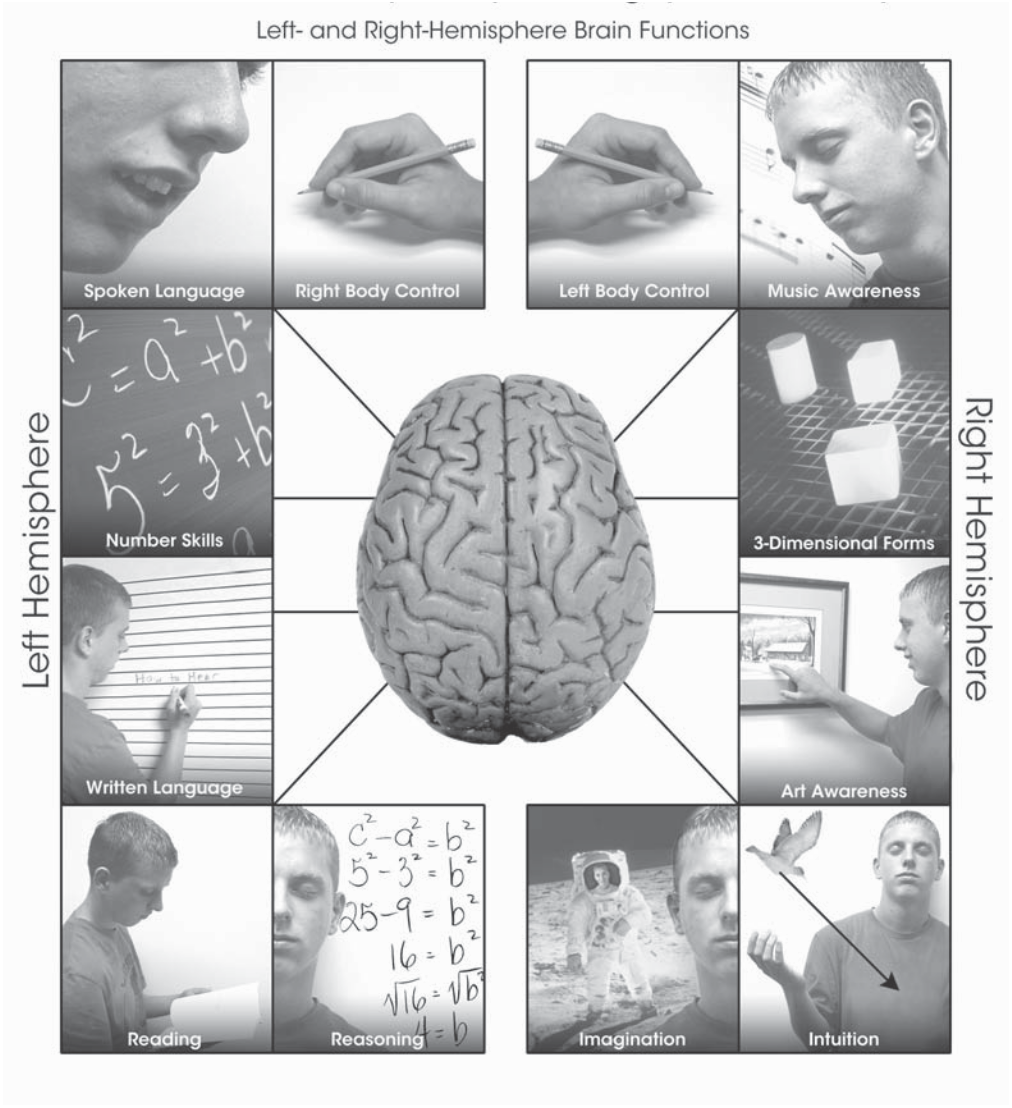 Left- and Right-Hemisphere Brain Functions
Spoken Language
Right Body Control
Left Body Control
Music Awareness
= a² + b²
5² = 3² + b²
Number Skills
3-Dimensional Forms
Left Hemisphere
Right Hemisphere
How to Hear
Written Language
Art Awareness
c² - a² = b²
5² - 3² = b²
25 - 9 = b²
16 = b²
√16 = √b²
4 = b
Reading
Reasoning
Imagination
Intuition